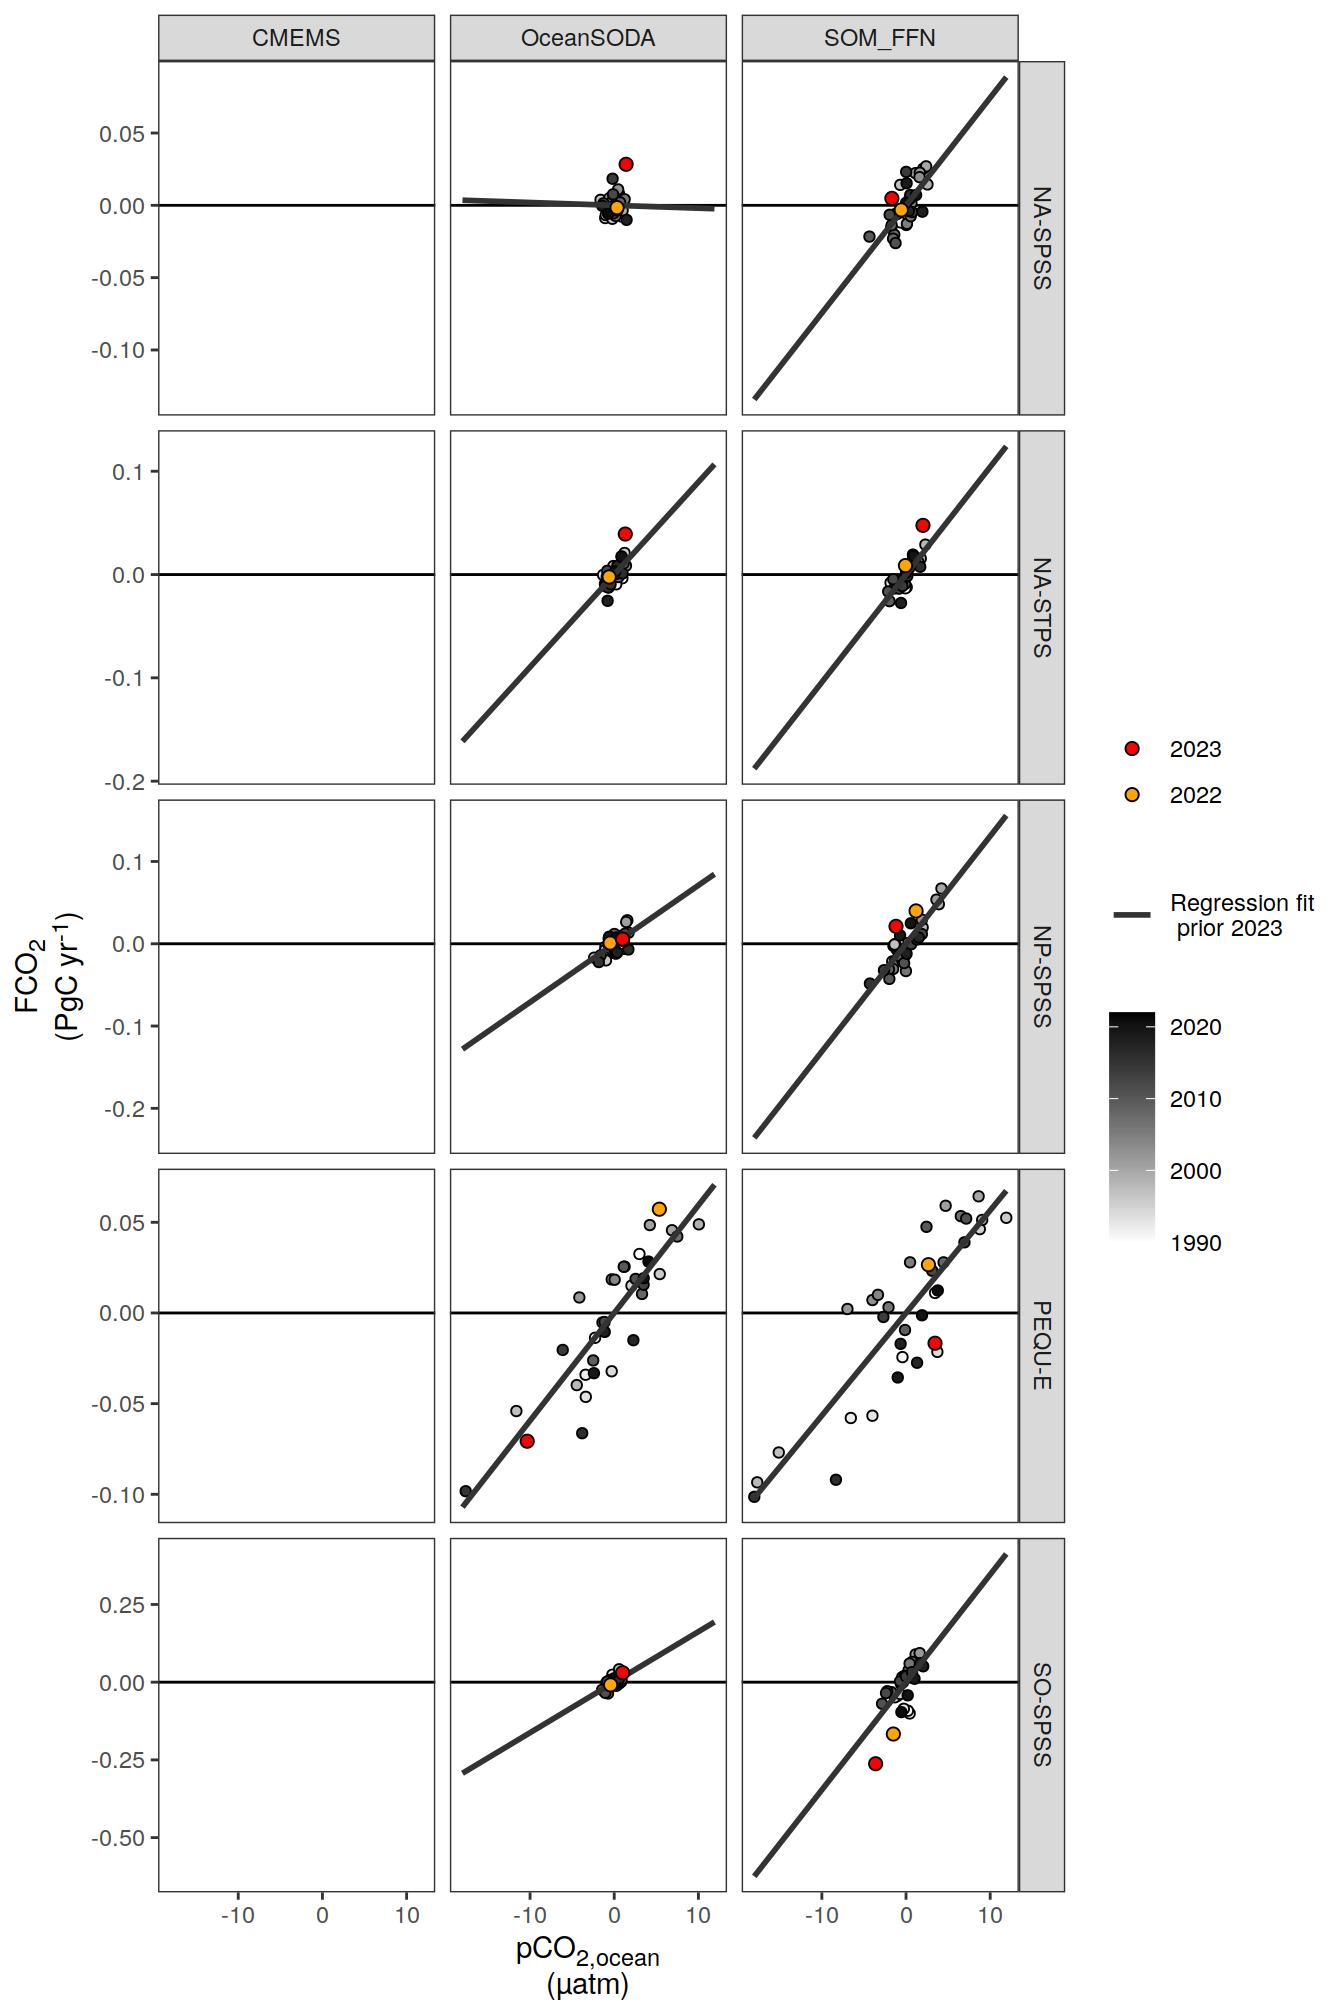 CMEMS
OceanSODA
SOM_FFN
0.05
0.00
-0.05
-0.10
NA-SPSS
0.1
0.0
-0.1
-0.2
NA-STPS
0.1
0.0
-0.1
-0.2
NP-SPSS
0.05
0.00
-0.05
-0.10
PEQU-E
0.25
0.00
-0.25
-0.50
SO-SPSS
-10 0 10
-10 0 10
-10 0 10
pCO2,ocean
(µatm)
FCO2
(PgC yr-1)
2023
2022
Regression fit
prior 2023
2020
2010
2000
1990